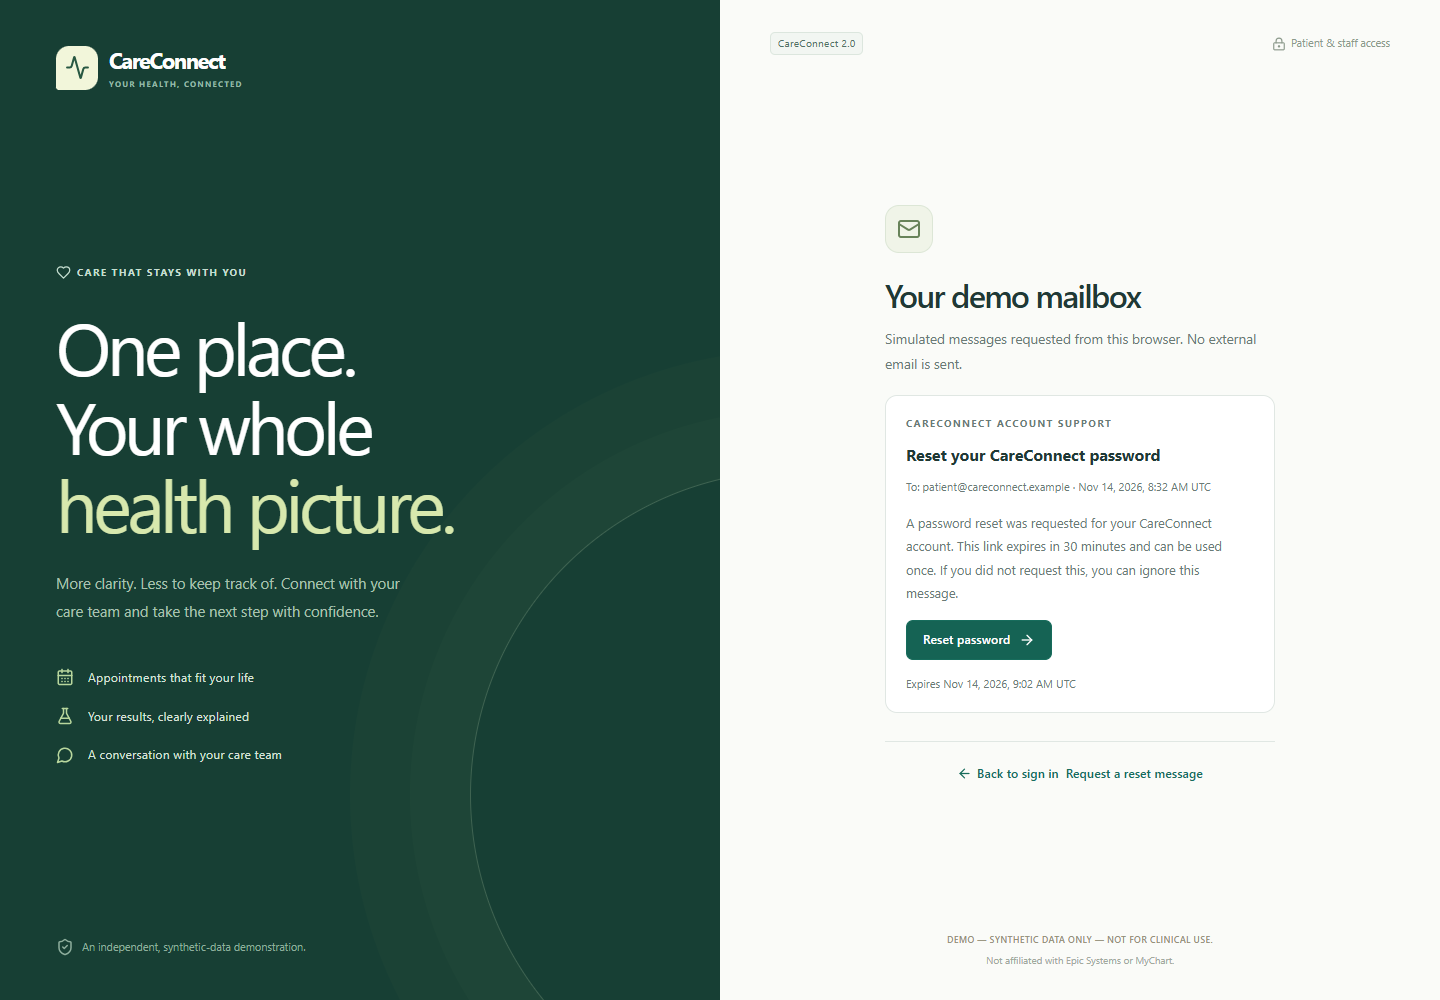 CareConnect
YOUR HEALTH, CONNECTED
CARE THAT STAYS WITH YOU
One place.
Your whole
health picture.
More clarity. Less to keep track of. Connect with your
care team and take the next step with confidence.
Appointments that fit your life
Your results, clearly explained
A conversation with your care team
An independent, synthetic-data demonstration.
CareConnect 2.0
Patient & staff access
Your demo mailbox
Simulated messages requested from this browser. No external
email is sent.
CARECONNECT ACCOUNT SUPPORT
Reset your CareConnect password
To: patient@careconnect.example · Nov 14, 2026, 8:32 AM UTC
A password reset was requested for your CareConnect
account. This link expires in 30 minutes and can be used
once. If you did not request this, you can ignore this
message.
Reset password
Expires Nov 14, 2026, 9:02 AM UTC
Back to sign in Request a reset message
DEMO — SYNTHETIC DATA ONLY — NOT FOR CLINICAL USE.
Not affiliated with Epic Systems or MyChart.